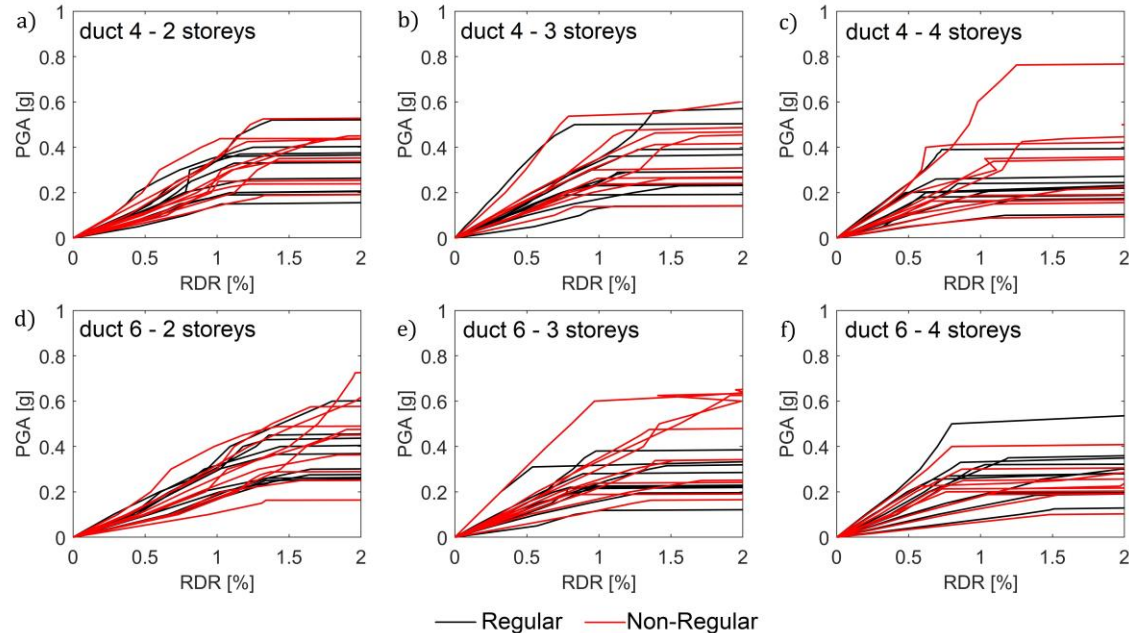 a)
duct 4 - 2 storeys
PGA [g]
1
0.8
0.6
0.4
0.2
0
0 0.5 1 1.5 2
RDR [%]
b)
duct 4 - 3 storeys
PGA [g]
1
0.8
0.6
0.4
0.2
0
0 0.5 1 1.5 2
RDR [%]
c)
duct 4 - 4 storeys
PGA [g]
1
0.8
0.6
0.4
0.2
0
0 0.5 1 1.5 2
RDR [%]
d)
duct 6 - 2 storeys
PGA [g]
1
0.8
0.6
0.4
0.2
0
0 0.5 1 1.5 2
RDR [%]
e)
duct 6 - 3 storeys
PGA [g]
1
0.8
0.6
0.4
0.2
0
0 0.5 1 1.5 2
RDR [%]
f)
duct 6 - 4 storeys
PGA [g]
1
0.8
0.6
0.4
0.2
0
0 0.5 1 1.5 2
RDR [%]
Regular Non-Regular